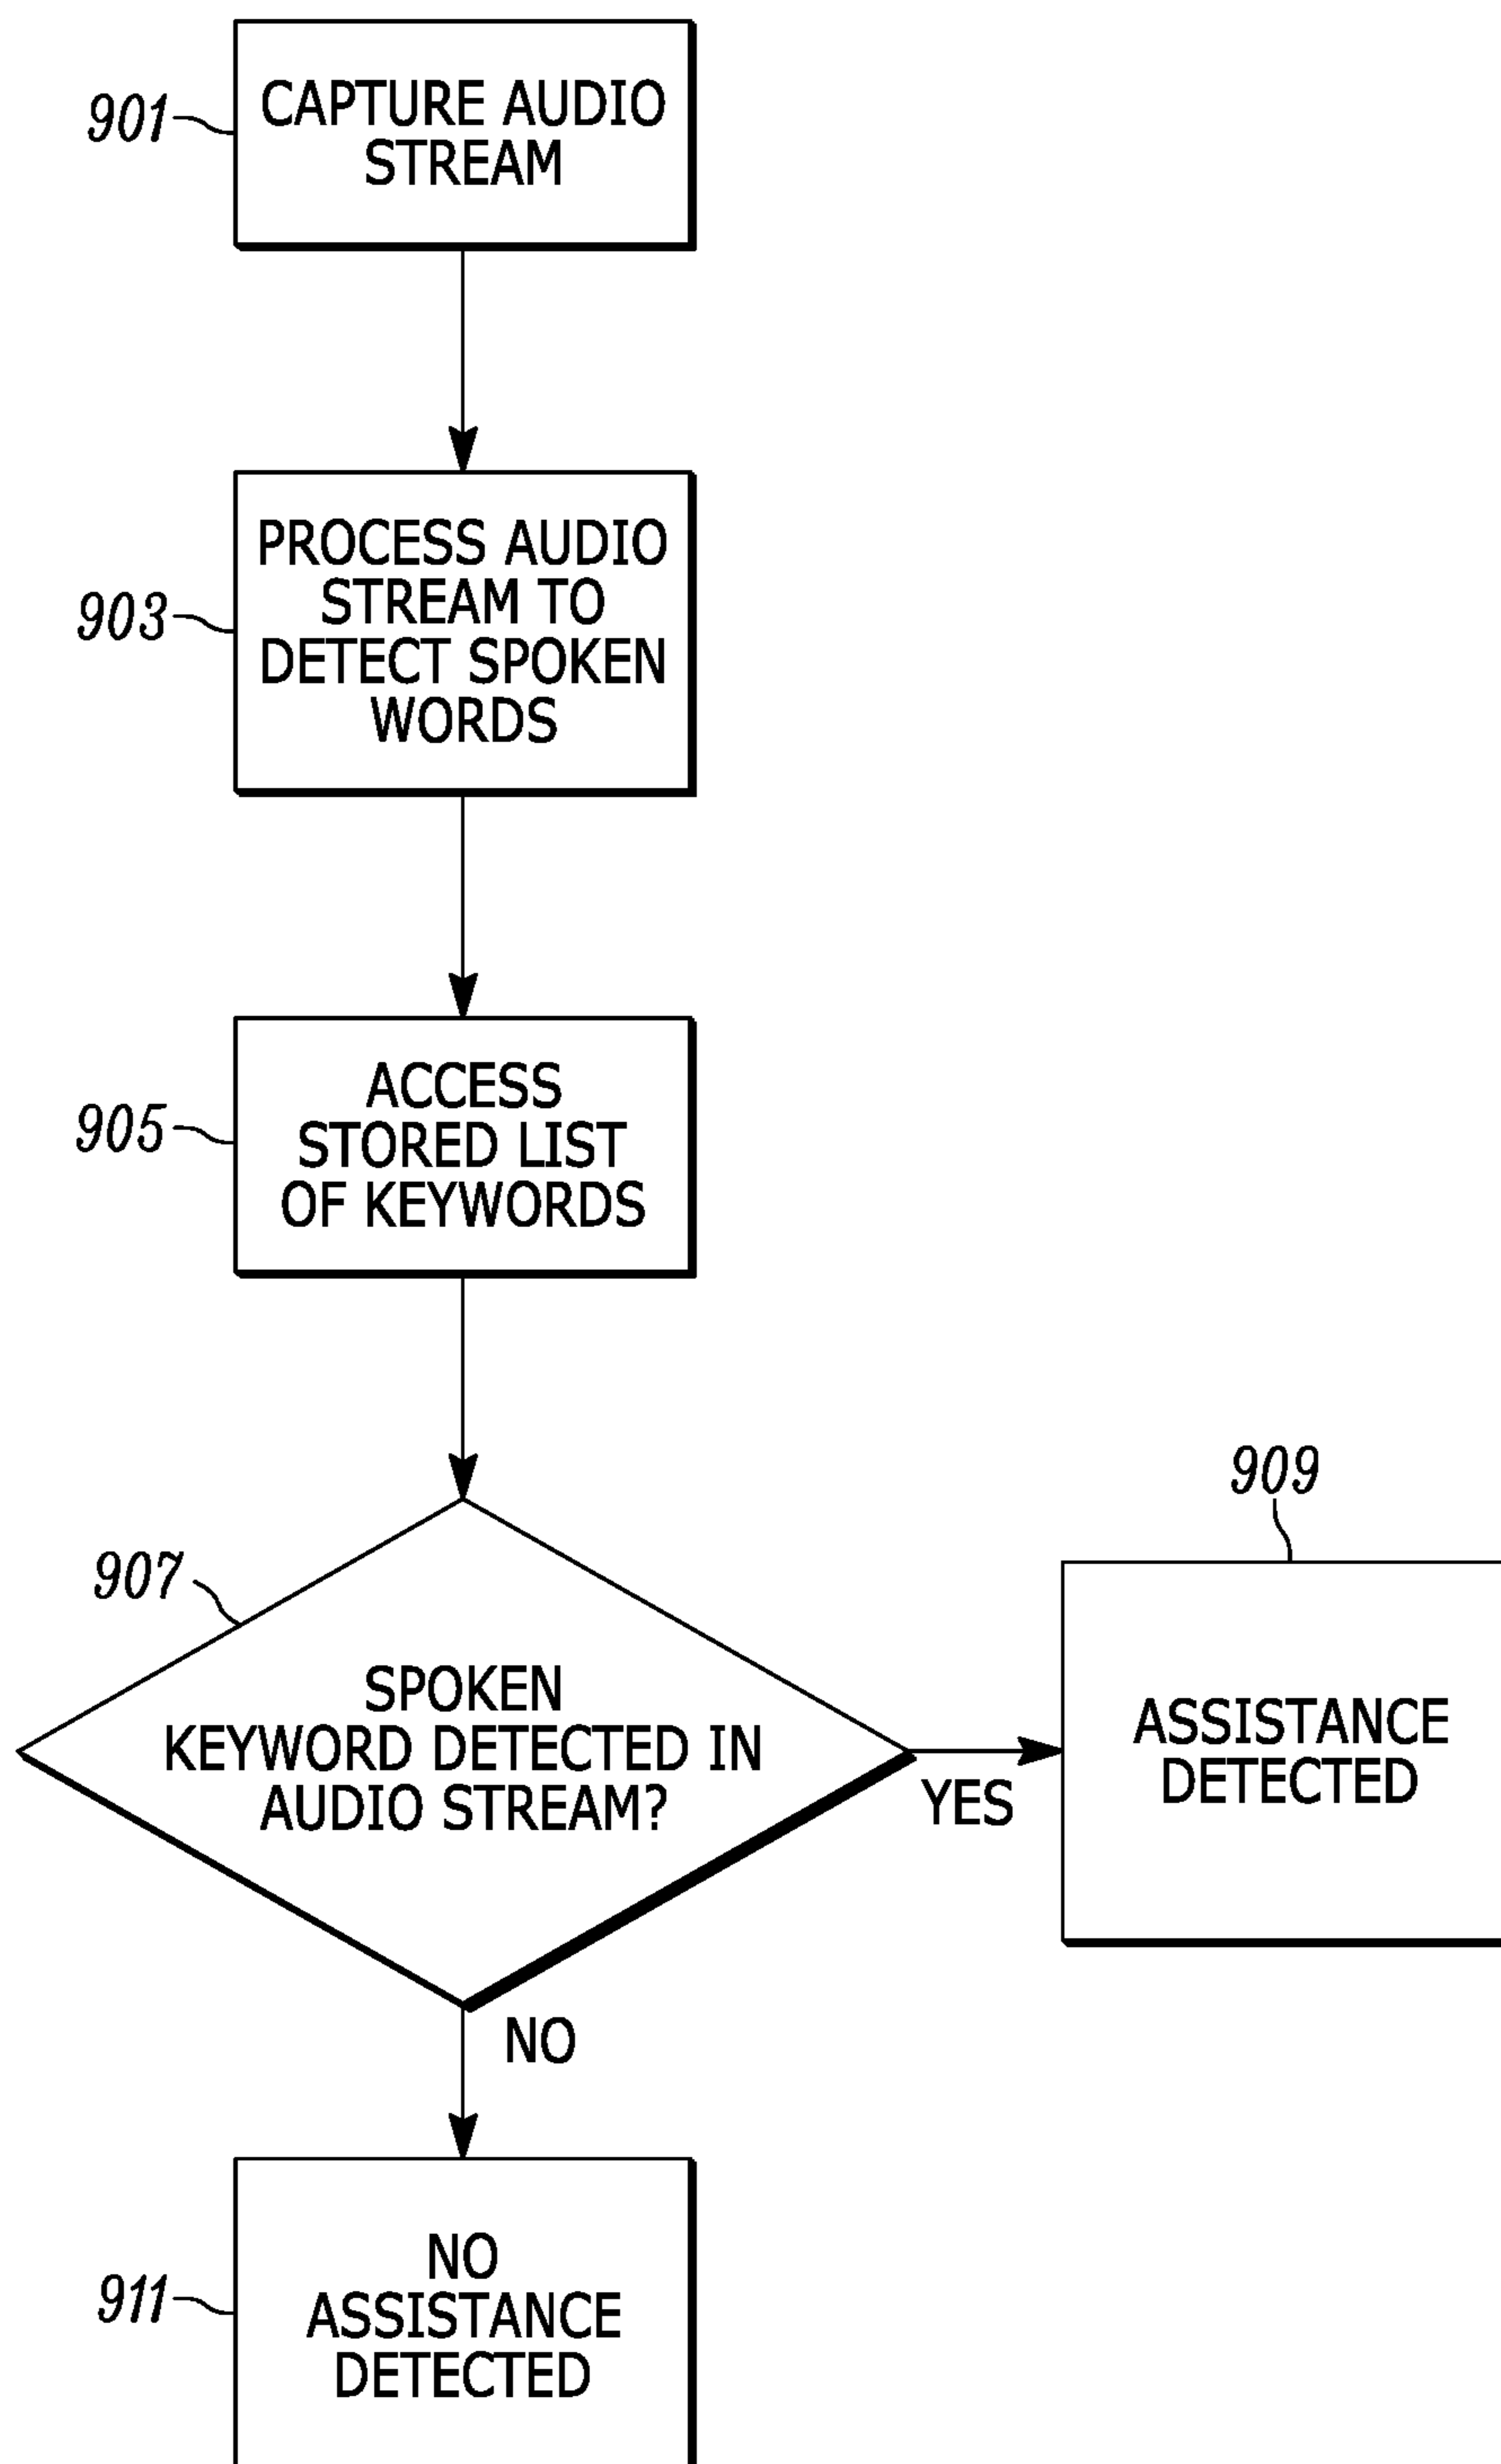 901
CAPTURE AUDIO
STREAM
903
PROCESS AUDIO
STREAM TO
DETECT SPOKEN
WORDS
905
ACCESS
STORED LIST
OF KEYWORDS
907
SPOKEN
KEYWORD DETECTED IN
AUDIO STREAM?
YES
909
ASSISTANCE
DETECTED
NO
911
NO
ASSISTANCE
DETECTED